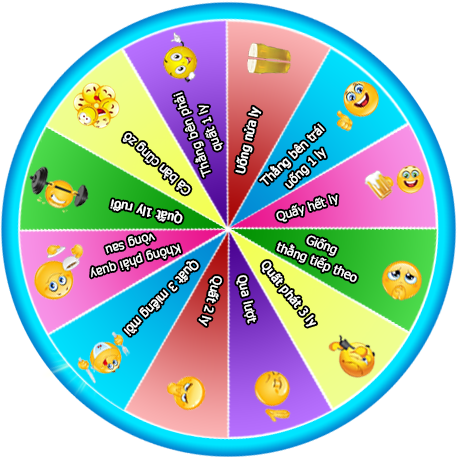 Uống nửa ly
Thằng bên trái
uống 1 ly
Quấy hết ly
Giống
thằng tiếp theo
Quất phát 3 ly
Qua lượt
Quất 2 ly
Quất 3 miếng mồi
Không phải quay
vòng sau
Quất 1ly rưỡi
Cả bàn cùng zô
Thằng bên phải
quất 1 ly